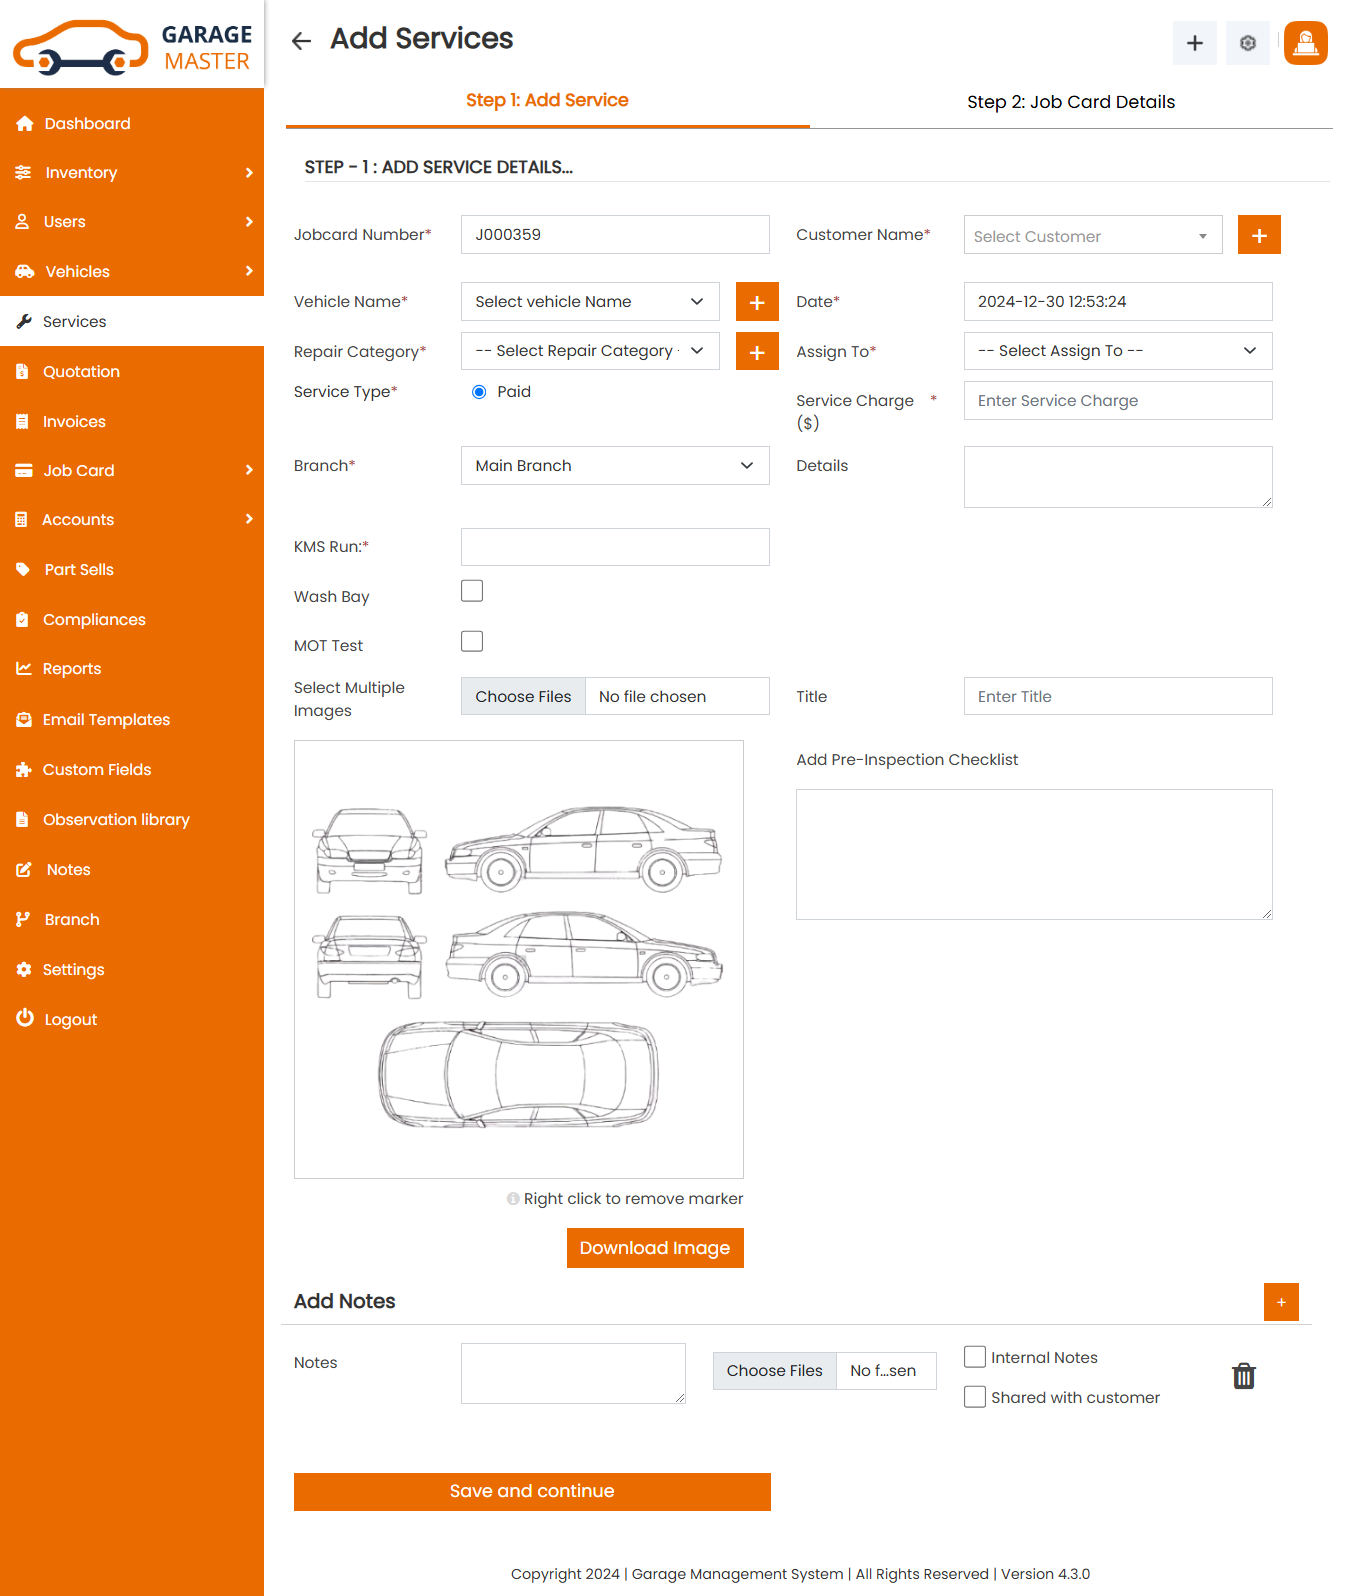 GARAGE
MASTER
Add Services
Step 1: Add Service
Step 2: Job Card Details
Dashboard
Inventory
Users
Vehicles
Services
Quotation
Invoices
Job Card
Accounts
Part Sells
Compliances
Reports
Email Templates
Custom Fields
Observation library
Notes
Branch
Settings
Logout
STEP - 1 : ADD SERVICE DETAILS...
Jobcard Number* J000359 Customer Name* Select Customer +
Vehicle Name* Select vehicle Name + Date* 2024-12-30 12:53:24
Repair Category* -- Select Repair Category - + Assign To* -- Select Assign To --
Service Type* Paid Service Charge * Enter Service Charge
($)
Branch* Main Branch Details
KMS Run:*
Wash Bay
MOT Test
Select Multiple
Images
Choose Files No file chosen Title Enter Title
Add Pre-Inspection Checklist
Right click to remove marker
Download Image
Add Notes +
Notes Choose Files No f...sen Internal Notes
Shared with customer
Save and continue
Copyright 2024 | Garage Management System | All Rights Reserved | Version 4.3.0